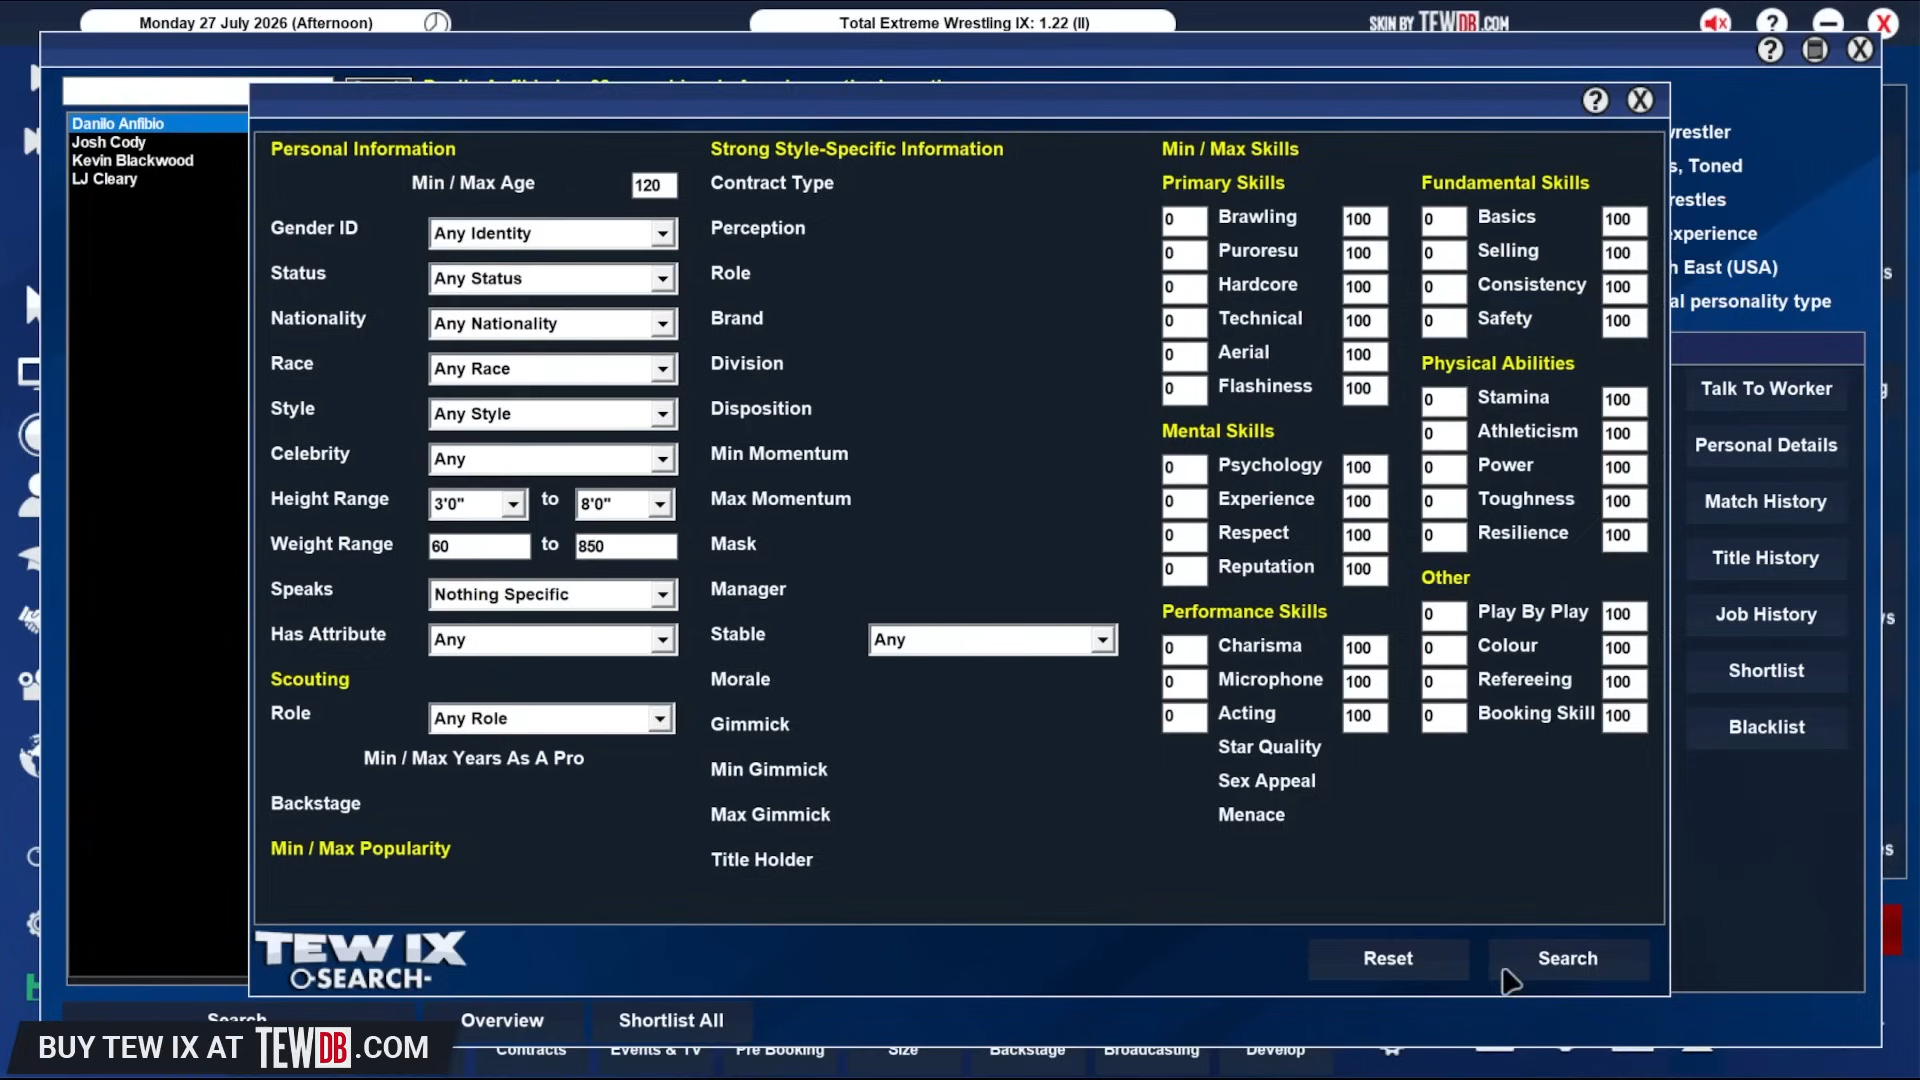 Monday 27 July 2026 (Afternoon)
Total Extreme Wrestling IX: 1.22 (II)
SKIN BY TEWDB.COM
Danilo Anfibio
Josh Cody
Kevin Blackwood
LJ Cleary
Personal Information
Min / Max Age 120
Gender ID Any Identity
Status Any Status
Nationality Any Nationality
Race Any Race
Style Any Style
Celebrity Any
Height Range 3'0" to 8'0"
Weight Range 60 to 850
Speaks Nothing Specific
Has Attribute Any
Scouting
Role Any Role
Min / Max Years As A Pro
Backstage
Min / Max Popularity
Strong Style-Specific Information
Contract Type
Perception
Role
Brand
Division
Disposition
Min Momentum
Max Momentum
Mask
Manager
Stable Any
Morale
Gimmick
Min Gimmick
Max Gimmick
Title Holder
Min / Max Skills
Primary Skills
0 Brawling 100
0 Puroresu 100
0 Hardcore 100
0 Technical 100
0 Aerial 100
0 Flashiness 100
Mental Skills
0 Psychology 100
0 Experience 100
0 Respect 100
0 Reputation 100
Performance Skills
0 Charisma 100
0 Microphone 100
0 Acting 100
Star Quality
Sex Appeal
Menace
Fundamental Skills
0 Basics 100
0 Selling 100
0 Consistency 100
0 Safety 100
Physical Abilities
0 Stamina 100
0 Athleticism 100
0 Power 100
0 Toughness 100
0 Resilience 100
Other
0 Play By Play 100
0 Colour 100
0 Refereeing 100
0 Booking Skill 100
TEW IX
SEARCH
Reset
Search
, Toned
East (USA)
personality type
Talk To Worker
Personal Details
Match History
Title History
Job History
Shortlist
Blacklist
Search
Overview
Shortlist All
Contracts
Events & TV
Pre Booking
Size
Backstage
Broadcasting
Develop
BUY TEW IX AT TEWDB.COM